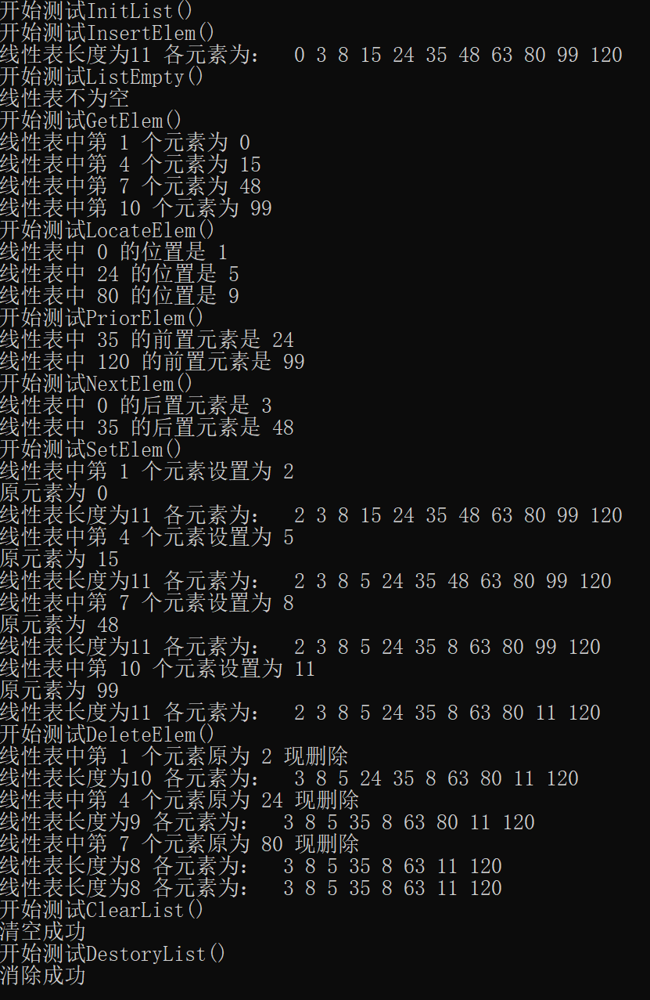 开始测试InitList()
开始测试InsertElem()
线性表长度为11 各元素为:  0 3 8 15 24 35 48 63 80 99 120
开始测试ListEmpty()
线性表不为空
开始测试GetElem()
线性表中第 1 个元素为 0
线性表中第 4 个元素为 15
线性表中第 7 个元素为 48
线性表中第 10 个元素为 99
开始测试LocateElem()
线性表中 0 的位置是 1
线性表中 24 的位置是 5
线性表中 80 的位置是 9
开始测试PriorElem()
线性表中 35 的前置元素是 24
线性表中 120 的前置元素是 99
开始测试NextElem()
线性表中 0 的后置元素是 3
线性表中 35 的后置元素是 48
开始测试SetElem()
线性表中第 1 个元素设置为 2
原元素为 0
线性表长度为11 各元素为:  2 3 8 15 24 35 48 63 80 99 120
线性表中第 4 个元素设置为 5
原元素为 15
线性表长度为11 各元素为:  2 3 8 5 24 35 48 63 80 99 120
线性表中第 7 个元素设置为 8
原元素为 48
线性表长度为11 各元素为:  2 3 8 5 24 35 8 63 80 99 120
线性表中第 10 个元素设置为 11
原元素为 99
线性表长度为11 各元素为:  2 3 8 5 24 35 8 63 80 11 120
开始测试DeleteElem()
线性表中第 1 个元素原为 2 现删除
线性表长度为10 各元素为:  3 8 5 24 35 8 63 80 11 120
线性表中第 4 个元素原为 24 现删除
线性表长度为9 各元素为:  3 8 5 35 8 63 80 11 120
线性表中第 7 个元素原为 80 现删除
线性表长度为8 各元素为:  3 8 5 35 8 63 11 120
线性表长度为8 各元素为:  3 8 5 35 8 63 11 120
开始测试ClearList()
清空成功
开始测试DestoryList()
消除成功